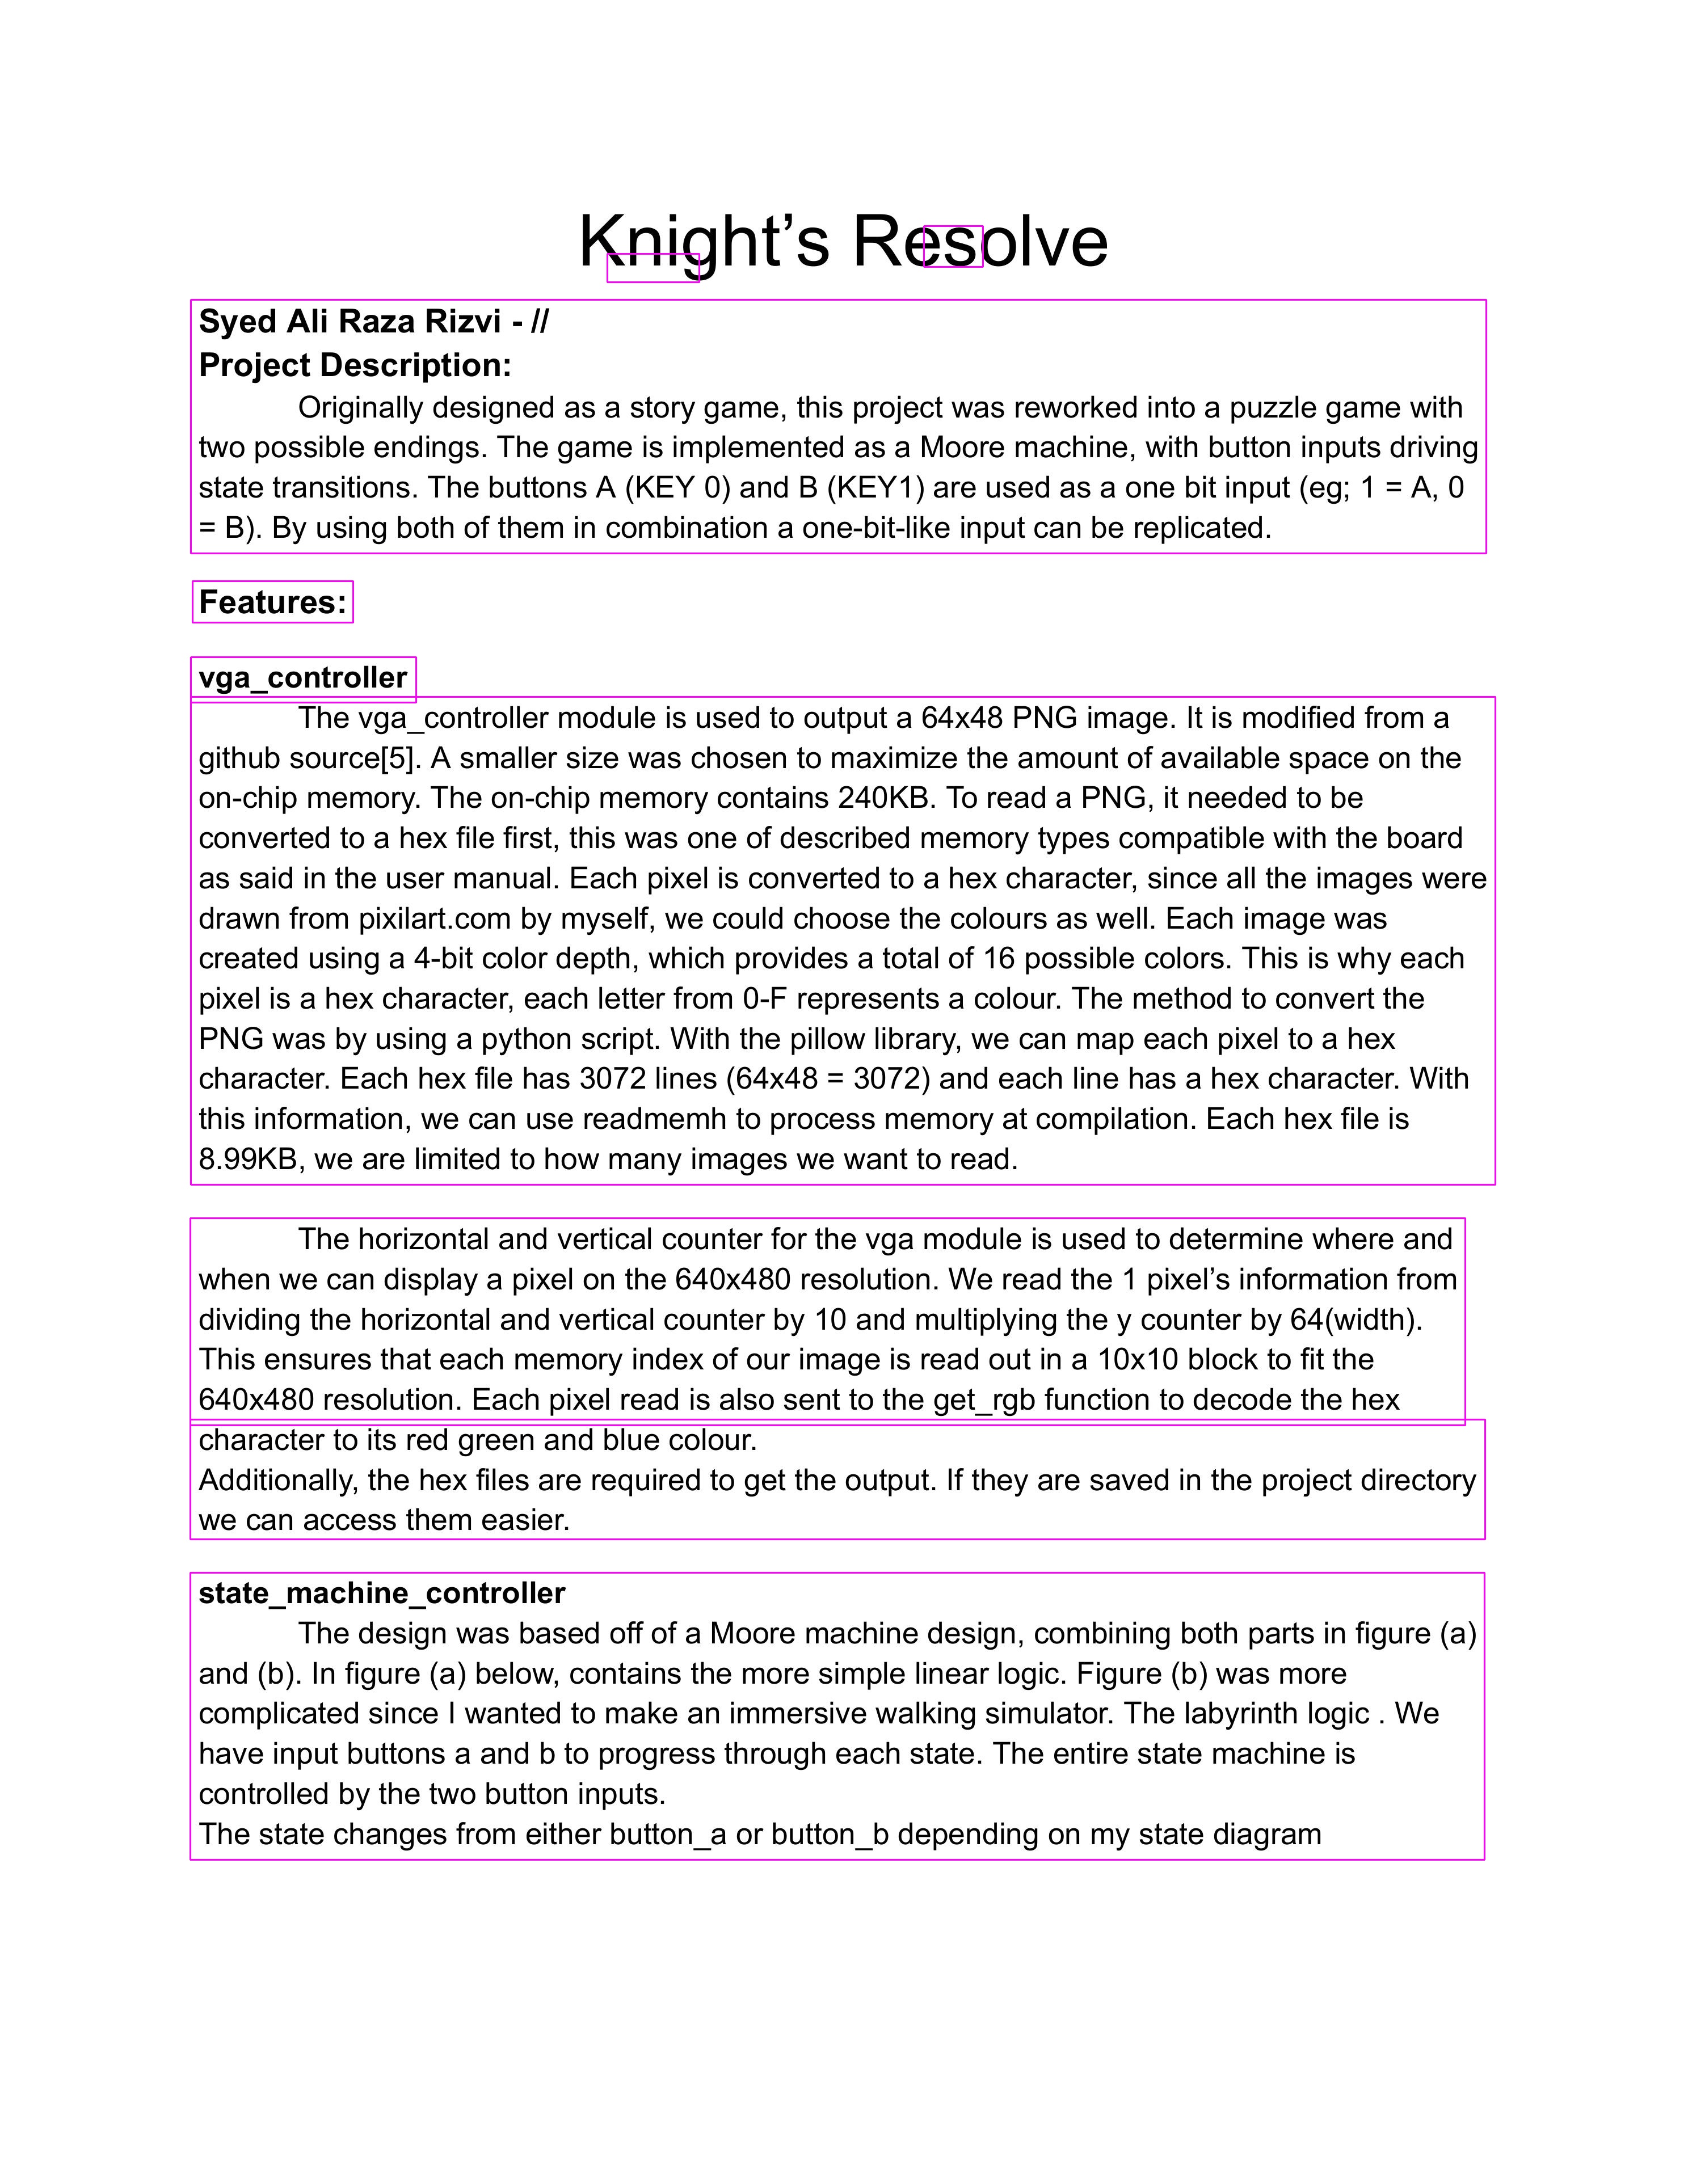 Knight’s Resolve
Syed Ali Raza Rizvi - //
Project Description:
Originally designed as a story game, this project was reworked into a puzzle game with
two possible endings. The game is implemented as a Moore machine, with button inputs driving
state transitions. The buttons A (KEY 0) and B (KEY1) are used as a one bit input (eg; 1 = A, 0
= B). By using both of them in combination a one-bit-like input can be replicated.
Features:
vga_controller
The vga_controller module is used to output a 64x48 PNG image. It is modified from a
github source[5]. A smaller size was chosen to maximize the amount of available space on the
on-chip memory. The on-chip memory contains 240KB. To read a PNG, it needed to be
converted to a hex file first, this was one of described memory types compatible with the board
as said in the user manual. Each pixel is converted to a hex character, since all the images were
drawn from pixilart.com by myself, we could choose the colours as well. Each image was
created using a 4-bit color depth, which provides a total of 16 possible colors. This is why each
pixel is a hex character, each letter from 0-F represents a colour. The method to convert the
PNG was by using a python script. With the pillow library, we can map each pixel to a hex
character. Each hex file has 3072 lines (64x48 = 3072) and each line has a hex character. With
this information, we can use readmemh to process memory at compilation. Each hex file is
8.99KB, we are limited to how many images we want to read.
The horizontal and vertical counter for the vga module is used to determine where and
when we can display a pixel on the 640x480 resolution. We read the 1 pixel’s information from
dividing the horizontal and vertical counter by 10 and multiplying the y counter by 64(width).
This ensures that each memory index of our image is read out in a 10x10 block to fit the
640x480 resolution. Each pixel read is also sent to the get_rgb function to decode the hex
character to its red green and blue colour.
Additionally, the hex files are required to get the output. If they are saved in the project directory
we can access them easier.
state_machine_controller
The design was based off of a Moore machine design, combining both parts in figure (a)
and (b). In figure (a) below, contains the more simple linear logic. Figure (b) was more
complicated since I wanted to make an immersive walking simulator. The labyrinth logic . We
have input buttons a and b to progress through each state. The entire state machine is
controlled by the two button inputs.
The state changes from either button_a or button_b depending on my state diagram